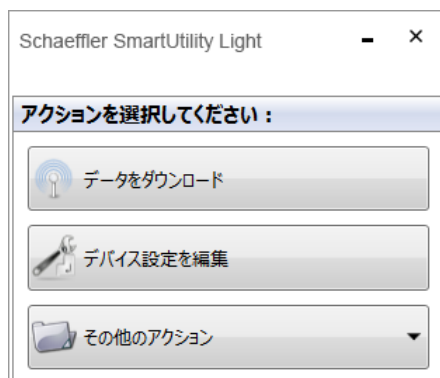 Schaeffler SmartUtility Light
アクションを選択してください：
データをダウンロード
デバイス設定を編集
その他のアクション